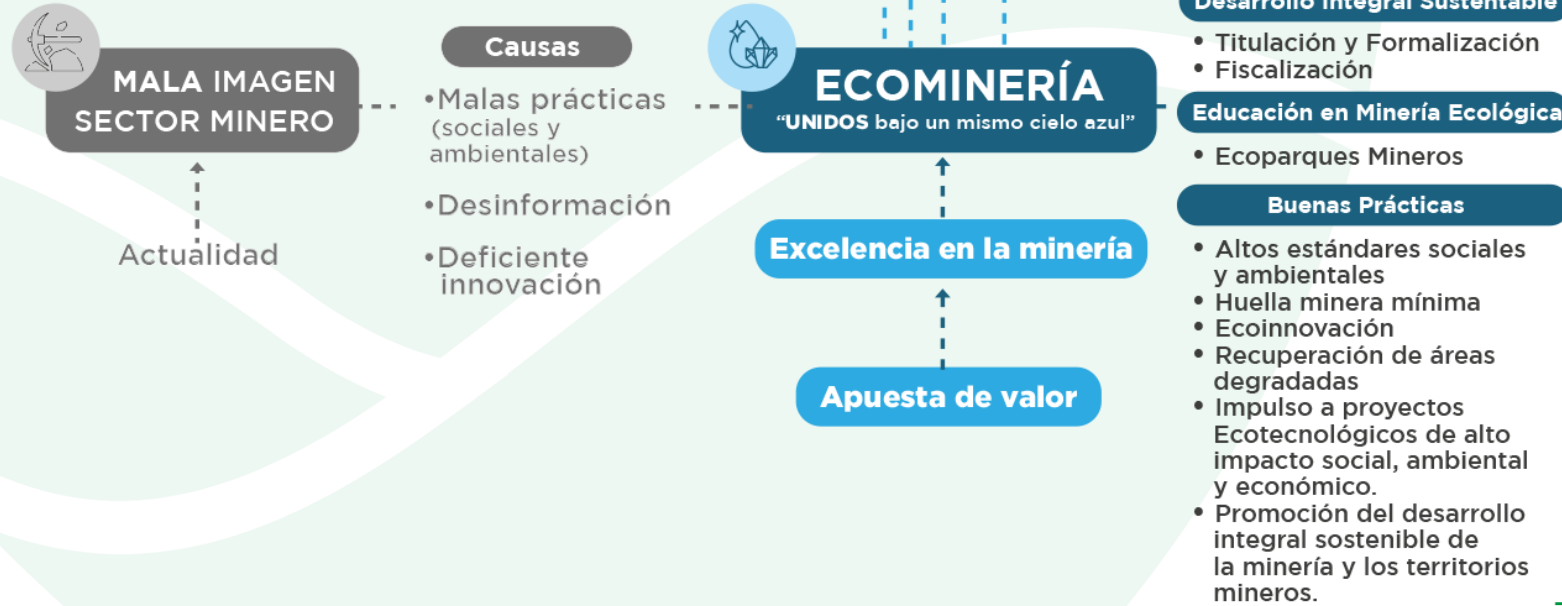 MALA IMAGEN
SECTOR MINERO
Actualidad
Causas
•Malas prácticas
(sociales y
ambientales)
•Desinformación
•Deficiente
innovación
ECOMINERÍA
“UNIDOS bajo un mismo cielo azul”
Excelencia en la minería
Apuesta de valor
Desarrollo Integral Sustentable
• Titulación y Formalización
• Fiscalización
Educación en Minería Ecológica
• Ecoparques Mineros
Buenas Prácticas
• Altos estándares sociales
y ambientales
• Huella minera mínima
• Ecoinnovación
• Recuperación de áreas
degradadas
• Impulso a proyectos
Ecotecnológicos de alto
impacto social, ambiental
y económico.
• Promoción del desarrollo
integral sostenible de
la minería y los territorios
mineros.